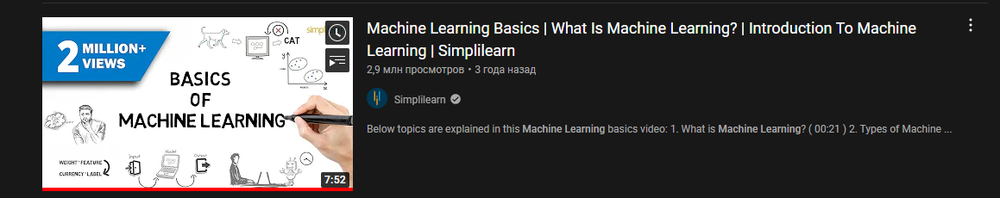 2 MILLION+
VIEWS
simpl
CAT
Y
X
BASICS
OF
MACHINE LEARNING
WEIGHT = FEATURE
CURRENCY = LABEL
Input
Model
Output
7:52
Machine Learning Basics | What Is Machine Learning? | Introduction To Machine
Learning | Simplilearn
2,9 млн просмотров • 3 года назад
Simplilearn
Below topics are explained in this Machine Learning basics video: 1. What is Machine Learning? ( 00:21 ) 2. Types of Machine ...